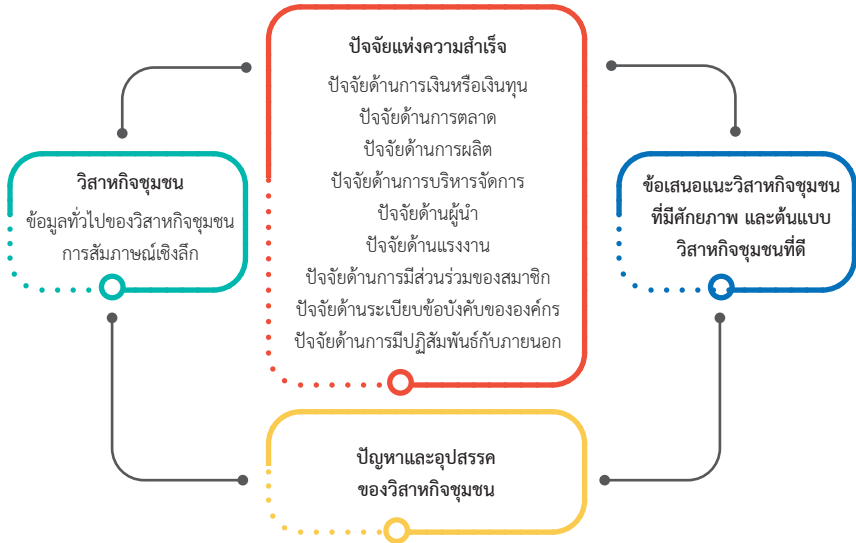 ปัจจัยแห่งความสำเร็จ
ปัจจัยด้านการเงินหรือเงินทุน
ปัจจัยด้านการตลาด
ปัจจัยด้านการผลิต
ปัจจัยด้านการบริหารจัดการ
ปัจจัยด้านผู้นำ
ปัจจัยด้านแรงงาน
ปัจจัยด้านการมีส่วนร่วมของสมาชิก
ปัจจัยด้านระเบียบข้อบังคับขององค์กร
ปัจจัยด้านการมีปฏิสัมพันธ์กับภายนอก
วิสาหกิจชุมชน
ข้อมูลทั่วไปของวิสาหกิจชุมชน
การสัมภาษณ์เชิงลึก
ข้อเสนอแนะวิสาหกิจชุมชน
ที่มีศักยภาพ และต้นแบบ
วิสาหกิจชุมชนที่ดี
ปัญหาและอุปสรรค
ของวิสาหกิจชุมชน